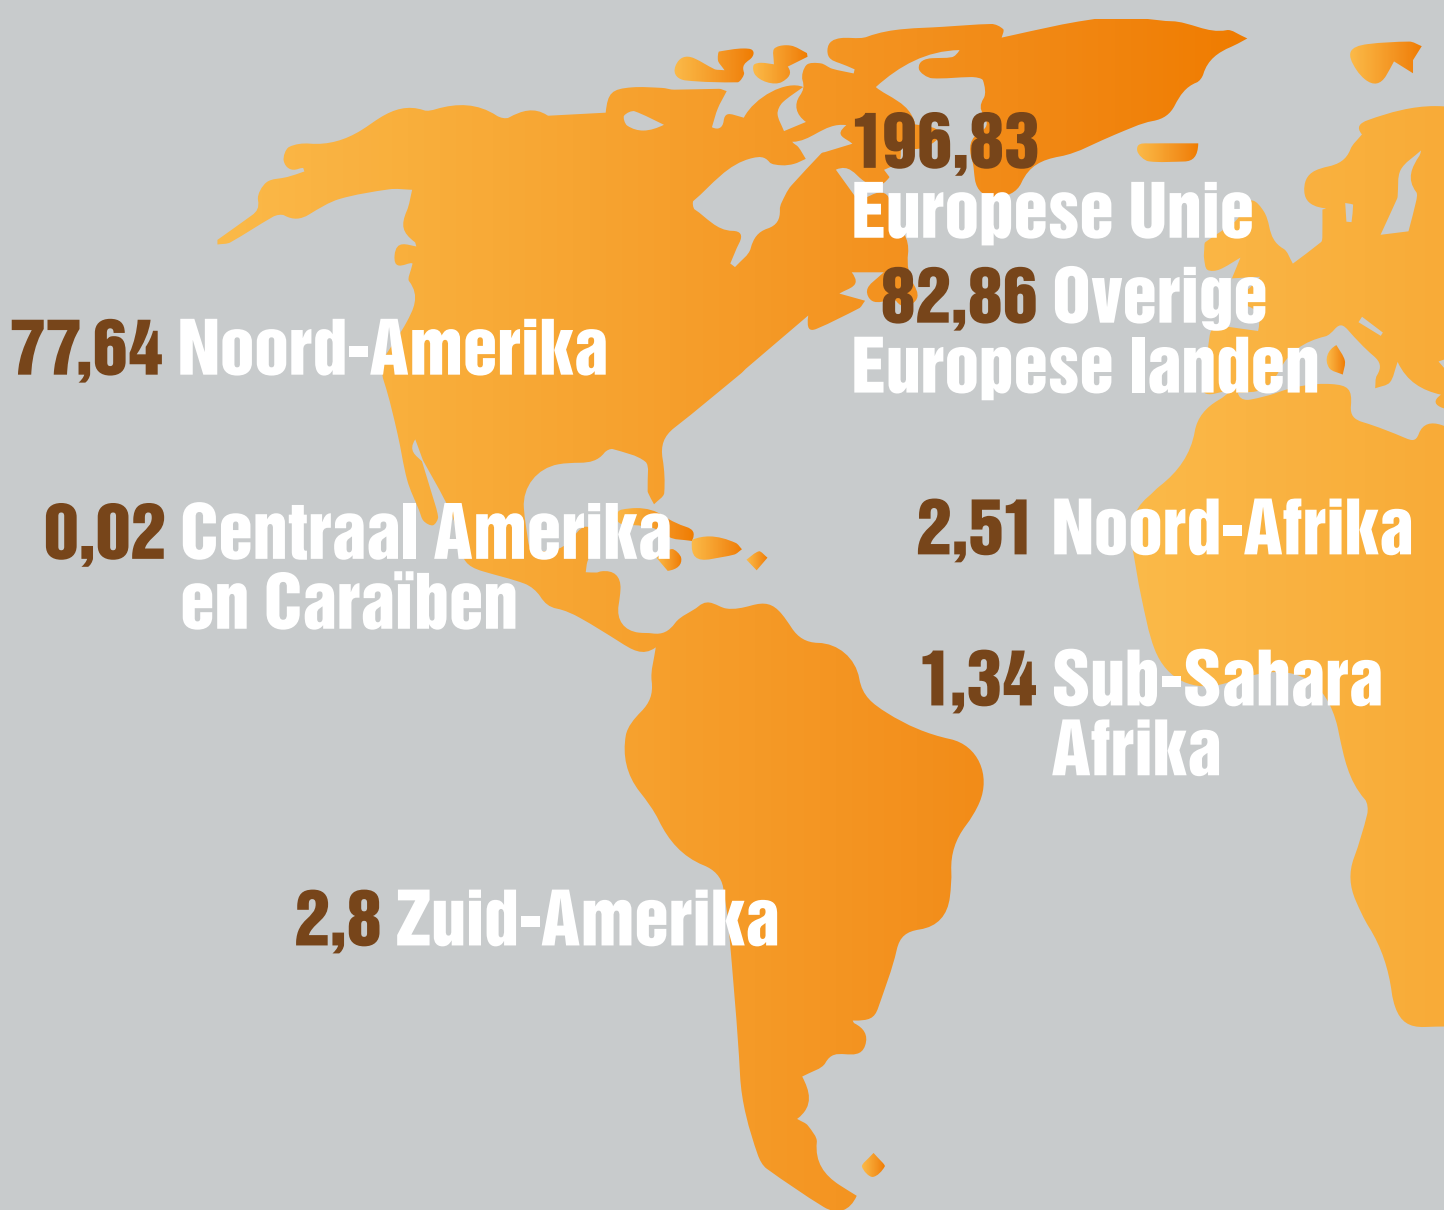 196,83
Europese Unie
82,86 Overige
Europese landen
77,64 Noord-Amerika
0,02 Centraal Amerika
en Caraïben
2,51 Noord-Afrika
1,34 Sub-Sahara
Afrika
2,8 Zuid-Amerika